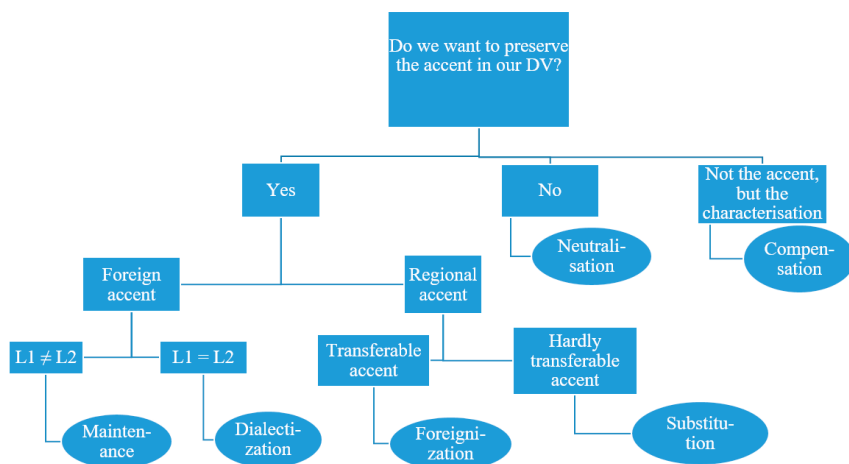 Do we want to preserve
the accent in our DV?
Yes
No
Not the accent,
but the
characterisation
Neutrali-
sation
Compen-
sation
Foreign
accent
Regional
accent
L1 ≠ L2
L1 = L2
Transferable
accent
Hardly
transferable
accent
Mainten-
ance
Dialecti-
zation
Foreigni-
zation
Substitu-
tion